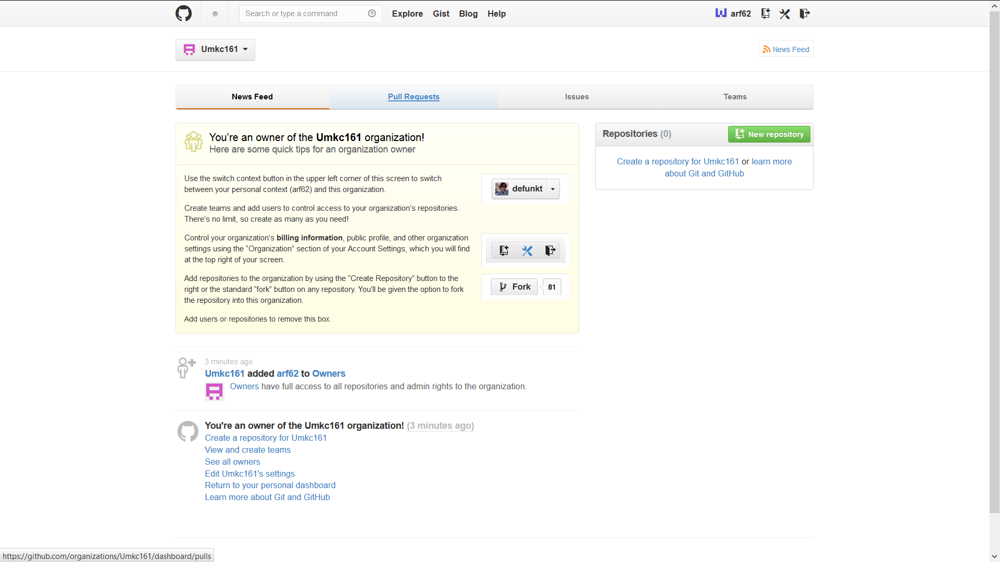 Search or type a command
Explore Gist Blog Help
arf62
Umkc161
News Feed
News Feed
Pull Requests
Issues
Teams
You’re an owner of the Umkc161 organization!
Here are some quick tips for an organization owner
Use the switch context button in the upper left corner of this screen to switch
between your personal context (arf62) and this organization.
defunkt
Create teams and add users to control access to your organization’s repositories.
There’s no limit, so create as many as you need!
Control your organization’s billing information, public profile, and other organization
settings using the “Organization” section of your Account Settings, which you will find
at the top right of your screen.
Add repositories to the organization by using the “Create Repository” button to the
right or the standard “fork” button on any repository. You’ll be given the option to fork
the repository into this organization.
Fork 81
Add users or repositories to remove this box.
Repositories (0)
New repository
Create a repository for Umkc161 or learn more
about Git and GitHub
3 minutes ago
Umkc161 added arf62 to Owners
Owners have full access to all repositories and admin rights to the organization.
You're an owner of the Umkc161 organization! (3 minutes ago)
Create a repository for Umkc161
View and create teams
See all owners
Edit Umkc161's settings
Return to your personal dashboard
Learn more about Git and GitHub
https://github.com/organizations/Umkc161/dashboard/pulls